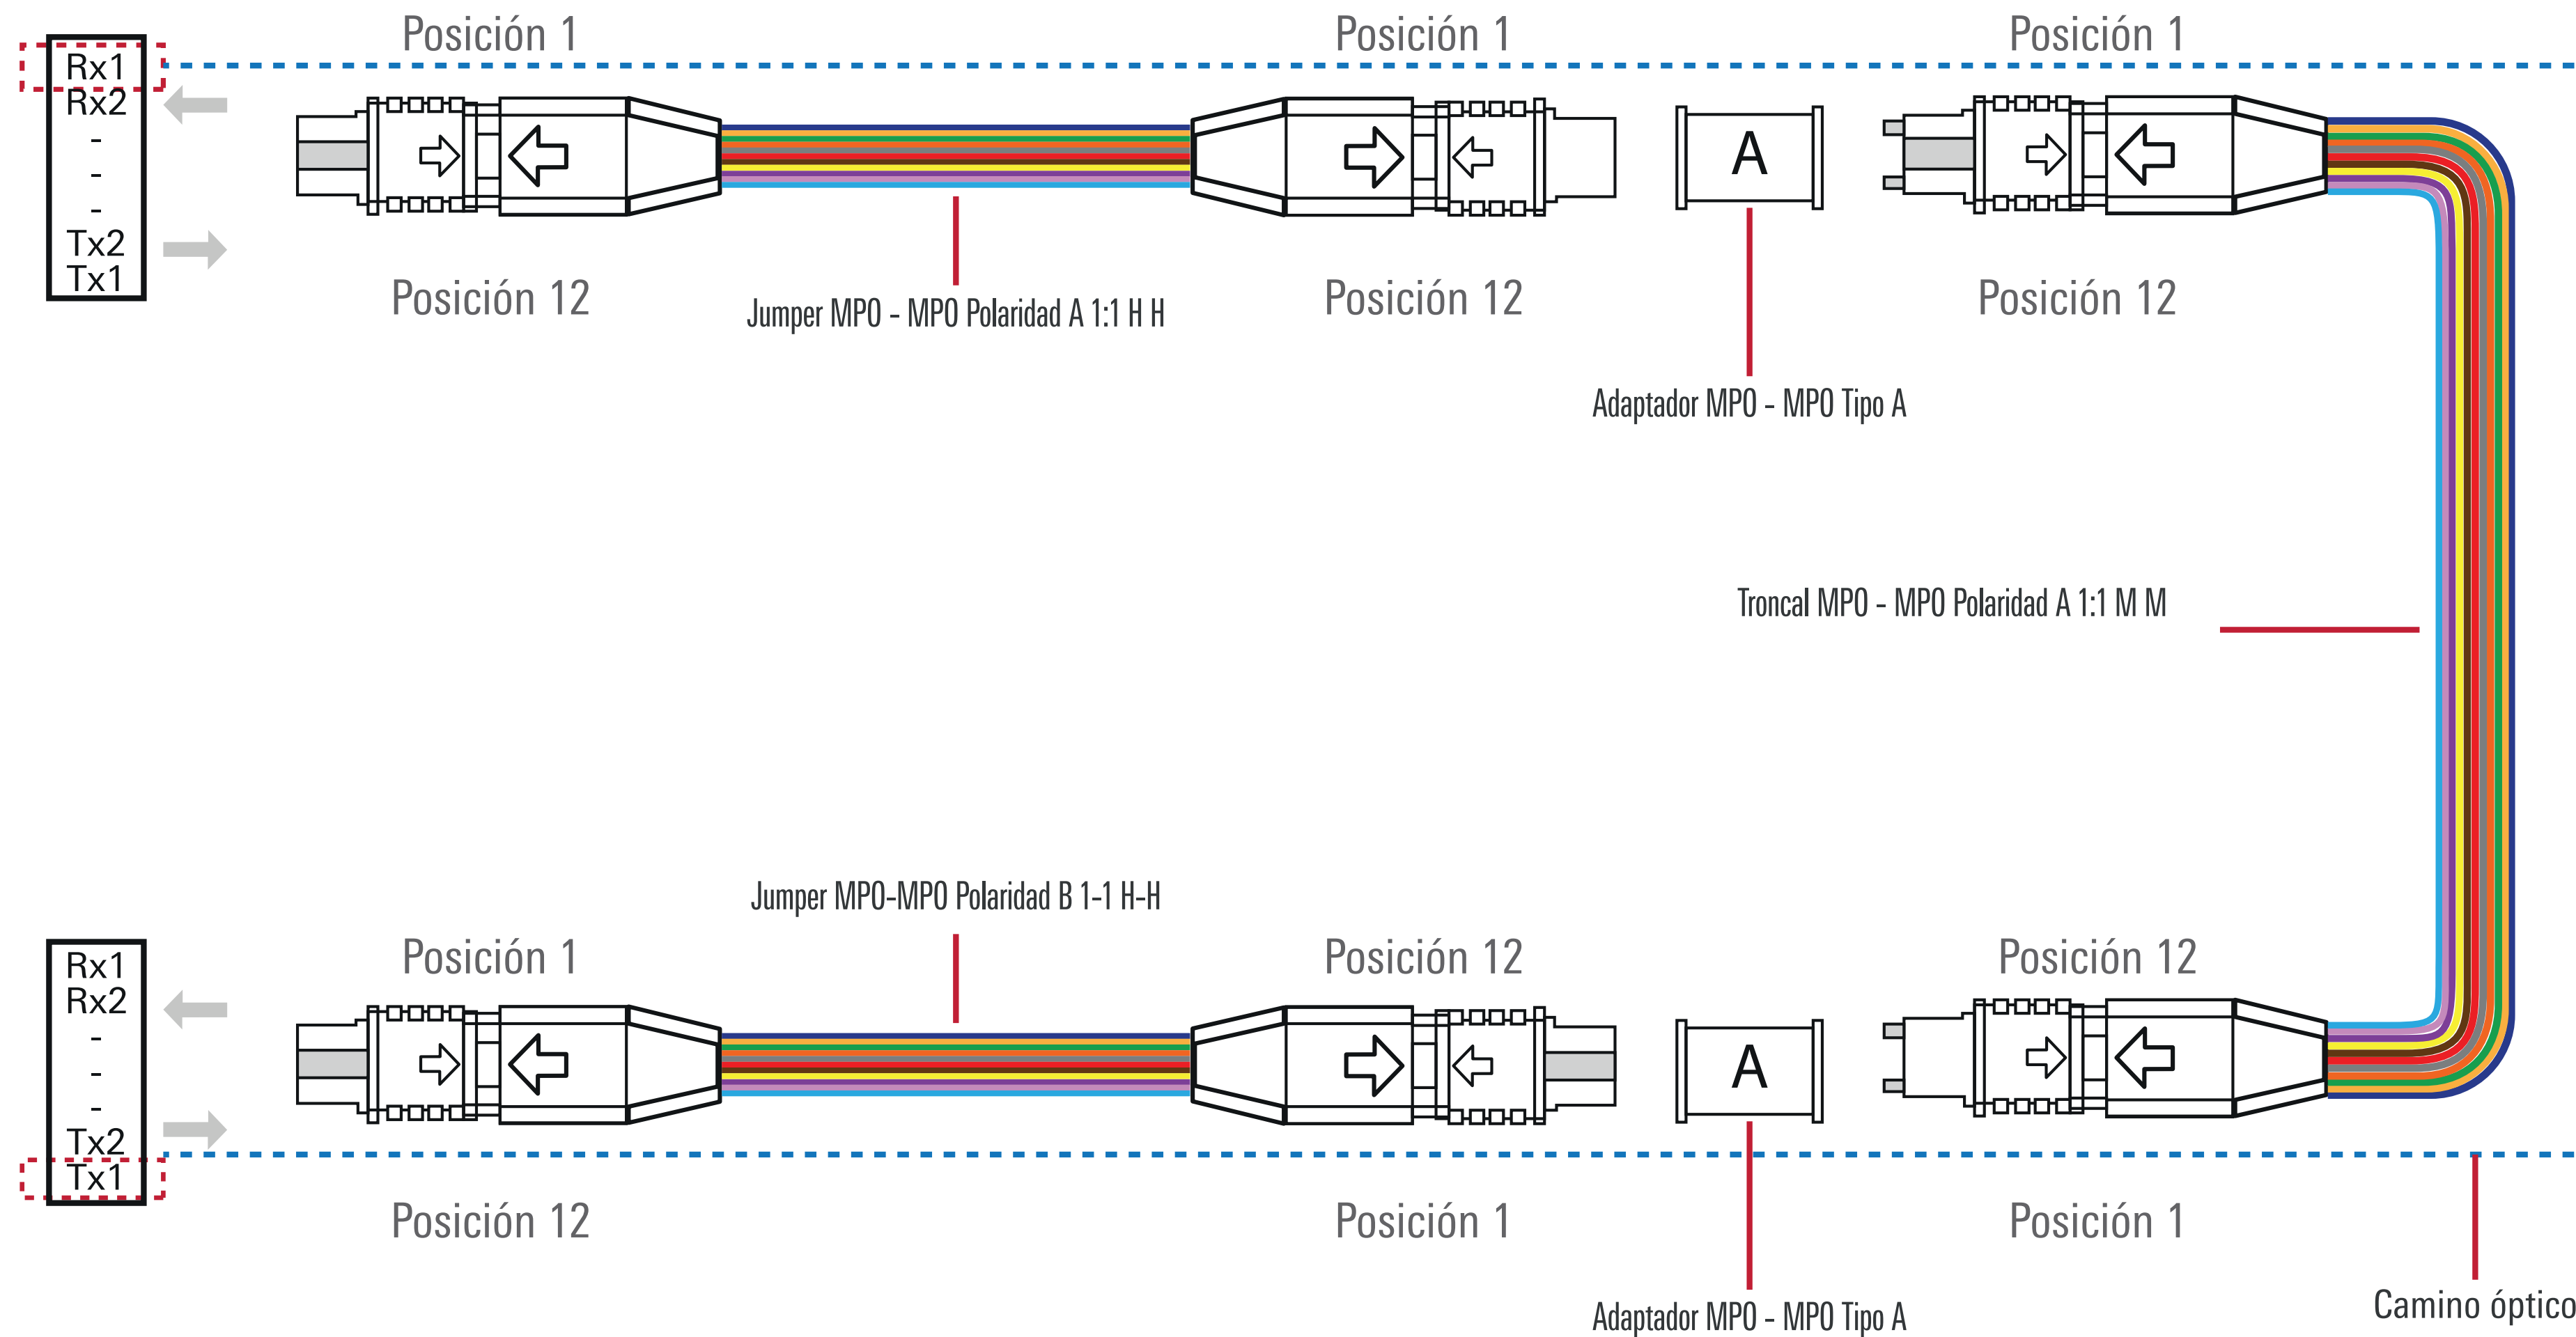 Posición 1
Posición 1
Posición 1
Rx1
Rx2
-
-
-
Tx2
Tx1
A
Posición 12
Posición 12
Posición 12
Jumper MPO - MPO Polaridad A 1:1 H H
Adaptador MPO - MPO Tipo A
Troncal MPO - MPO Polaridad A 1:1 M M
Jumper MPO-MPO Polaridad B 1-1 H-H
Posición 1
Posición 12
Posición 12
Rx1
Rx2
-
-
-
Tx2
Tx1
A
Posición 12
Posición 1
Posición 1
Adaptador MPO - MPO Tipo A
Camino óptico